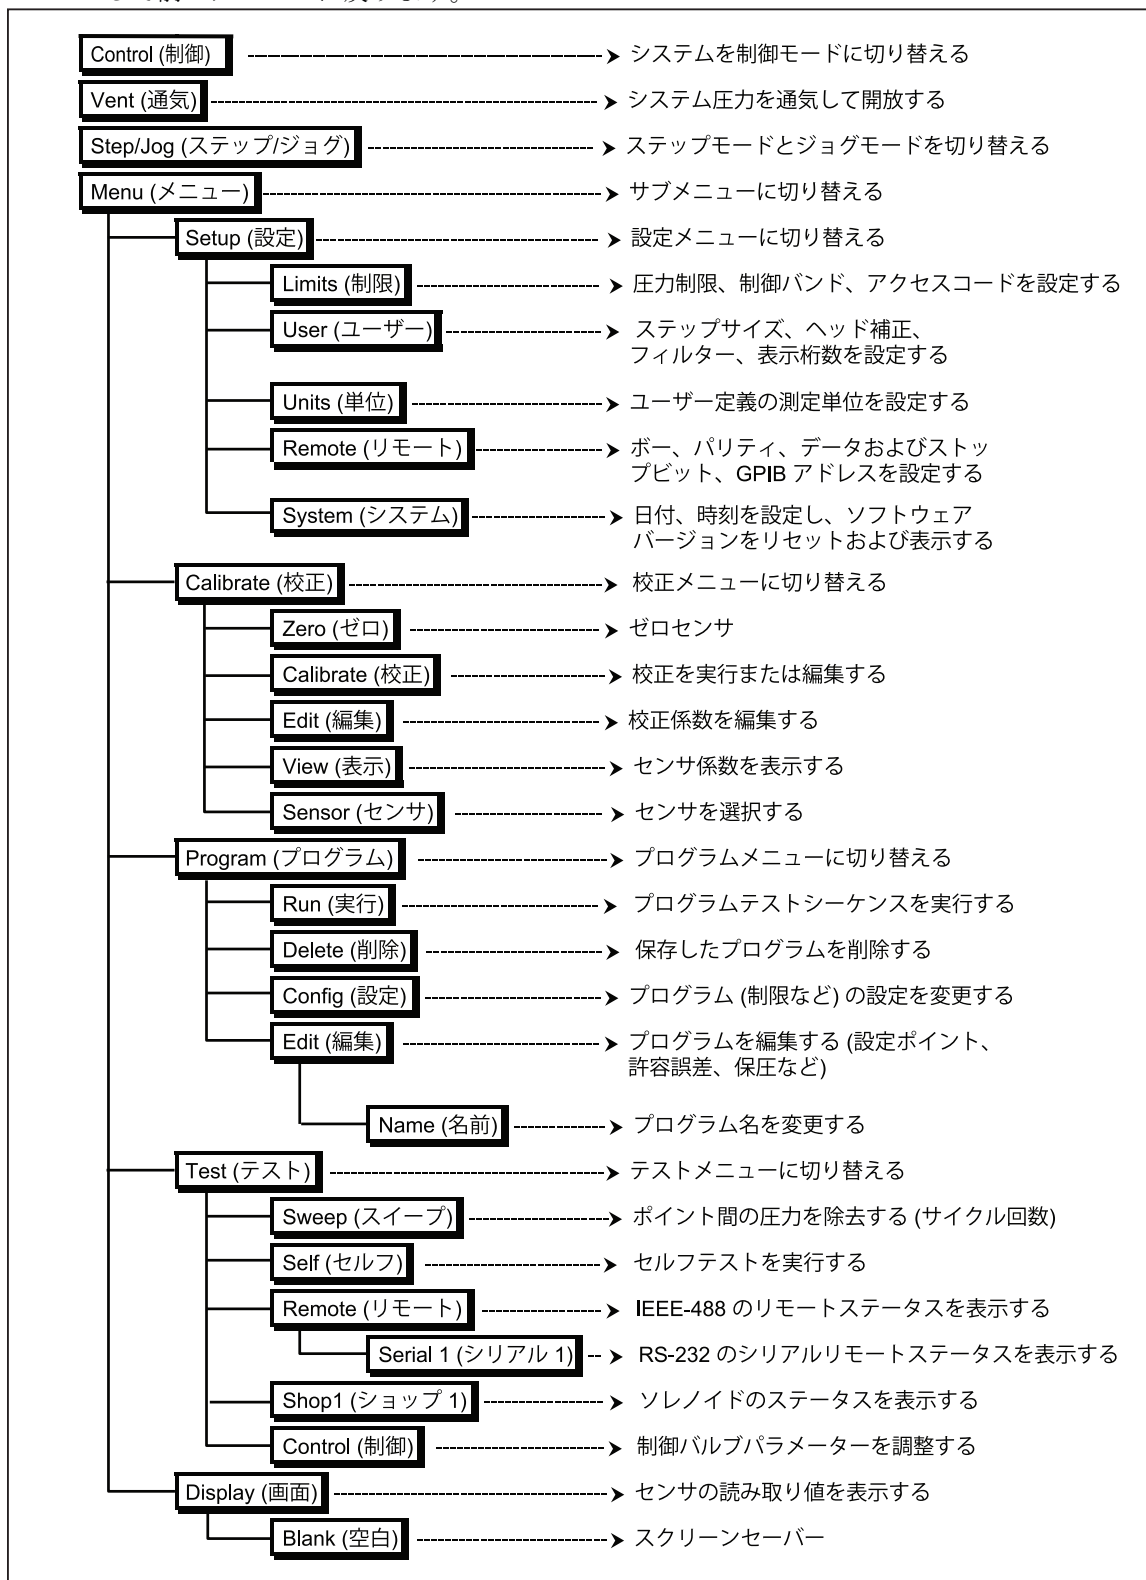 Control (制御) システムを制御モードに切り替える
Vent (通気) システム圧力を通気して開放する
Step/Jog (ステップ/ジョグ) ステップモードとジョグモードを切り替える
Menu (メニュー) サブメニューに切り替える
Setup (設定) 設定メニューに切り替える
Limits (制限) 圧力制限、制御バンド、アクセスコードを設定する
User (ユーザー) ステップサイズ、ヘッド補正、
フィルター、表示桁数を設定する
Units (単位) ユーザー定義の測定単位を設定する
Remote (リモート) ボー、パリティ、データおよびストッ
プビット、GPIB アドレスを設定する
System (システム) 日付、時刻を設定し、ソフトウェア
バージョンをリセットおよび表示する
Calibrate (校正) 校正メニューに切り替える
Zero (ゼロ) ゼロセンサ
Calibrate (校正) 校正を実行または編集する
Edit (編集) 校正係数を編集する
View (表示) センサ係数を表示する
Sensor (センサ) センサを選択する
Program (プログラム) プログラムメニューに切り替える
Run (実行) プログラムテストシーケンスを実行する
Delete (削除) 保存したプログラムを削除する
Config (設定) プログラム (制限など) の設定を変更する
Edit (編集) プログラムを編集する (設定ポイント、
許容誤差、保圧など)
Name (名前) プログラム名を変更する
Test (テスト) テストメニューに切り替える
Sweep (スイープ) ポイント間の圧力を除去する (サイクル回数)
Self (セルフ) セルフテストを実行する
Remote (リモート) IEEE-488 のリモートステータスを表示する
Serial 1 (シリアル 1) RS-232 のシリアルリモートステータスを表示する
Shop1 (ショップ 1) ソレノイドのステータスを表示する
Control (制御) 制御バルブパラメーターを調整する
Display (画面) センサの読み取り値を表示する
Blank (空白) スクリーンセーバー